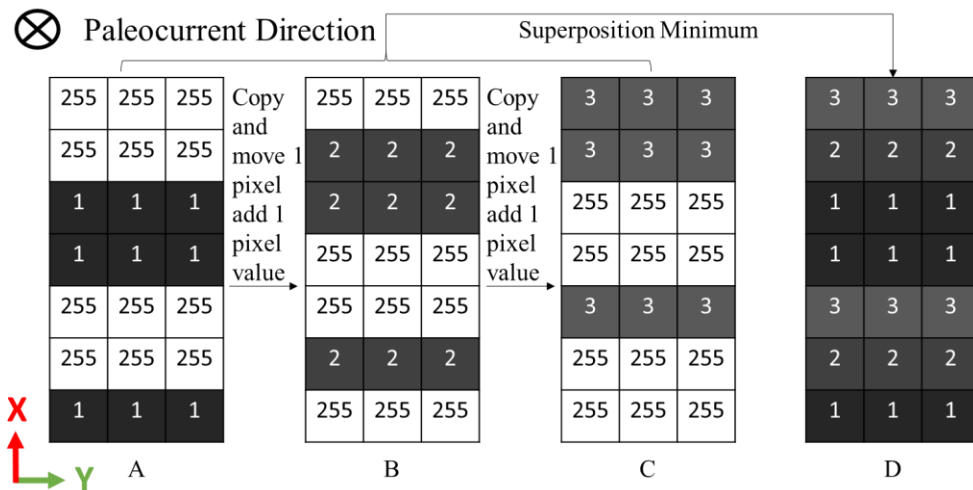 Paleocurrent Direction
Superposition Minimum
255 255 255
255 255 255
1 1 1
1 1 1
255 255 255
255 255 255
1 1 1
A
Copy
and
move 1
pixel
add 1
pixel
value
255 255 255
2 2 2
2 2 2
255 255 255
255 255 255
2 2 2
255 255 255
B
Copy
and
move 1
pixel
add 1
pixel
value
3 3 3
3 3 3
255 255 255
255 255 255
3 3 3
255 255 255
255 255 255
C
3 3 3
2 2 2
1 1 1
1 1 1
3 3 3
2 2 2
1 1 1
D
X
Y